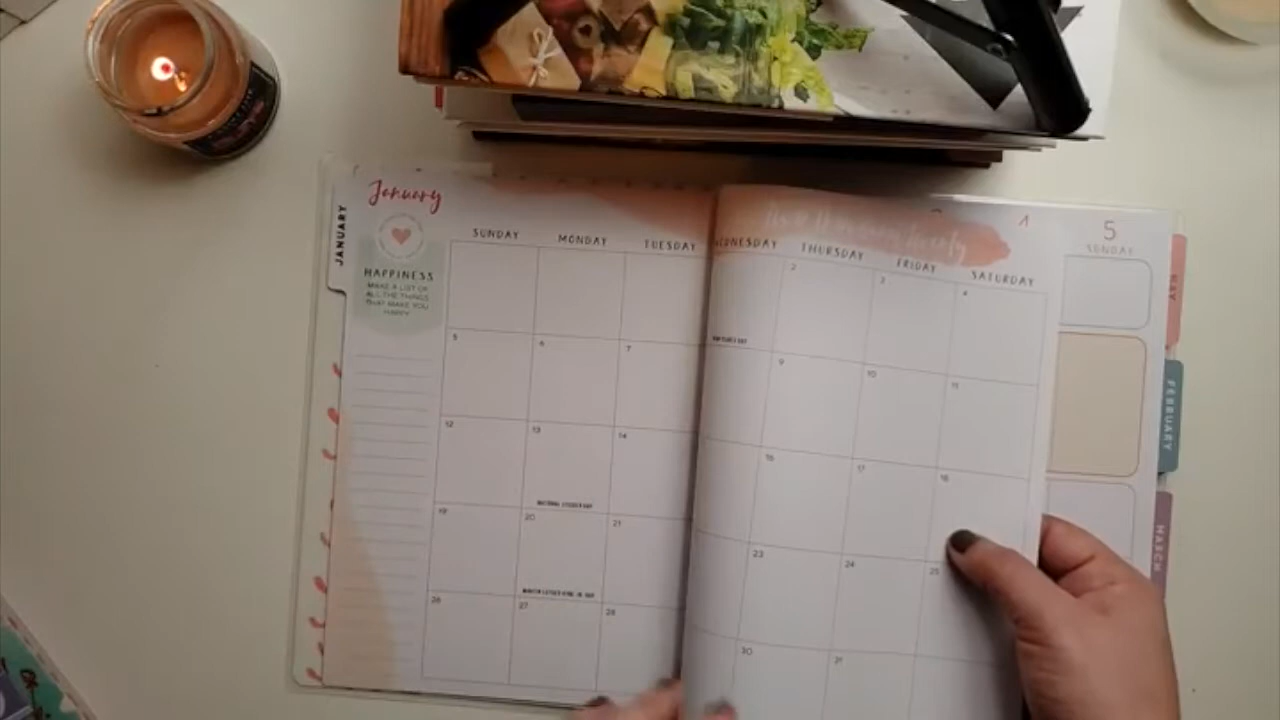 January
JANUARY
HAPPINESS
MAKE A LIST OF
ALL THE THINGS
THAT MAKE YOU
HAPPY
SUNDAY MONDAY TUESDAY WEDNESDAY THURSDAY FRIDAY SATURDAY
2 3 4
5 6 7 9 10 11
12 13 14 16 17 18
19 20 21 23 24 25
26 27 28 30 31
5
SUNDAY
MAY
FEBRUARY
MARCH